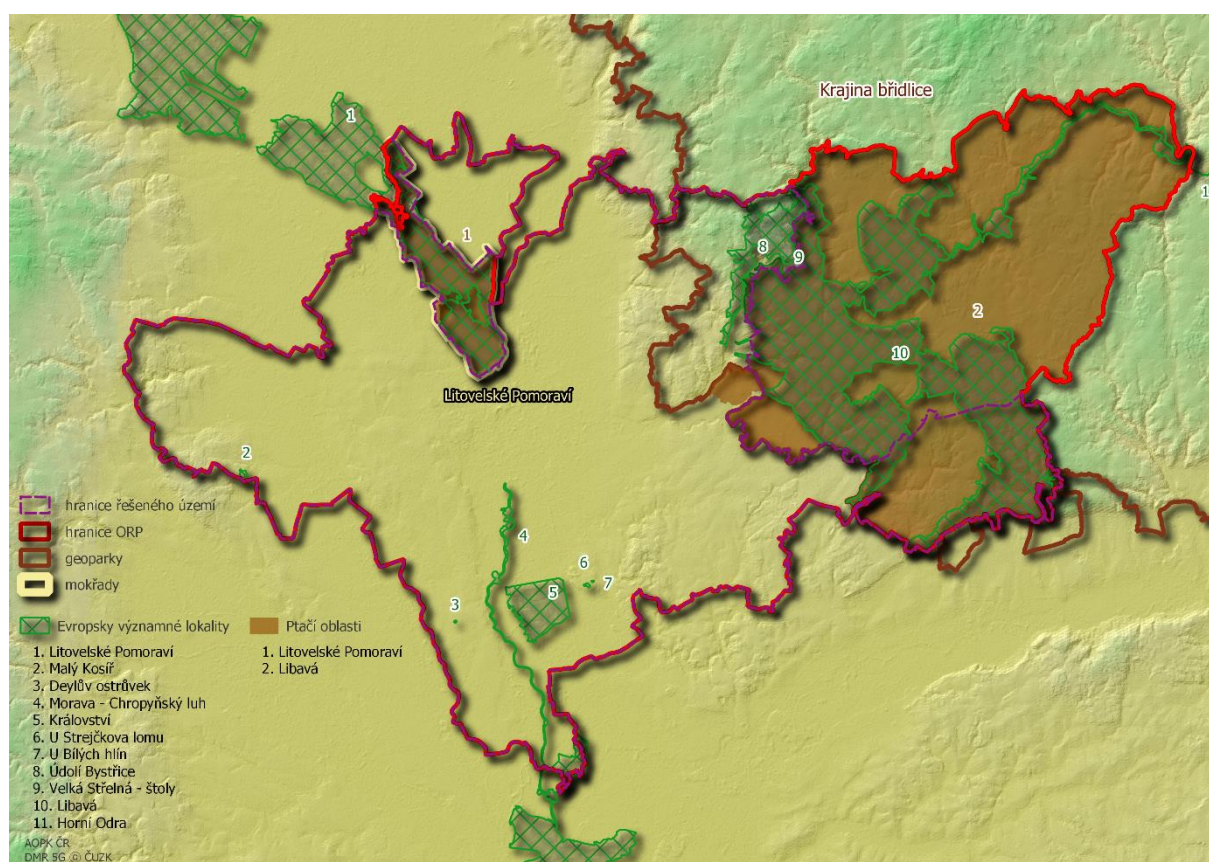 Krajina břidlice
1
1
1
8
9
2
10
Litovelské Pomoraví
2
4
6
7
5
3
hranice řešeného území
hranice ORP
geoparky
mokřady
Evropsky významné lokality
1. Litovelské Pomoraví
2. Malý Kosíř
3. Deylův ostrůvek
4. Morava - Chropyňský luh
5. Království
6. U Strejčkova lomu
7. U Bílých hlín
8. Údolí Bystřice
9. Velká Střelná - štoly
10. Libavá
11. Horní Odra
Ptačí oblasti
1. Litovelské Pomoraví
2. Libavá
AOPK ČR
DMR 5G © ČÚZK